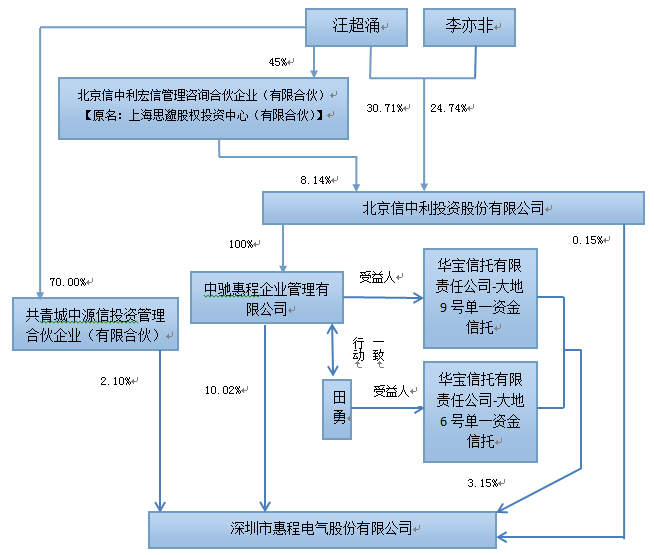 汪超涌
李亦非
45%
北京信中利宏信管理咨询合伙企业（有限合伙）
【原名：上海思邈股权投资中心（有限合伙）】
30.71%
24.74%
8.14%
北京信中利投资股份有限公司
100%
0.15%
70.00%
中驰惠程企业管理有
限公司
受益人
华宝信托有限
责任公司-大地
9 号单一资金
信托
共青城中源信投资管理
合伙企业（有限合伙）
一致
行动
2.10%
10.02%
田
勇
受益人
华宝信托有限
责任公司-大地
6 号单一资金
信托
3.15%
深圳市惠程电气股份有限公司